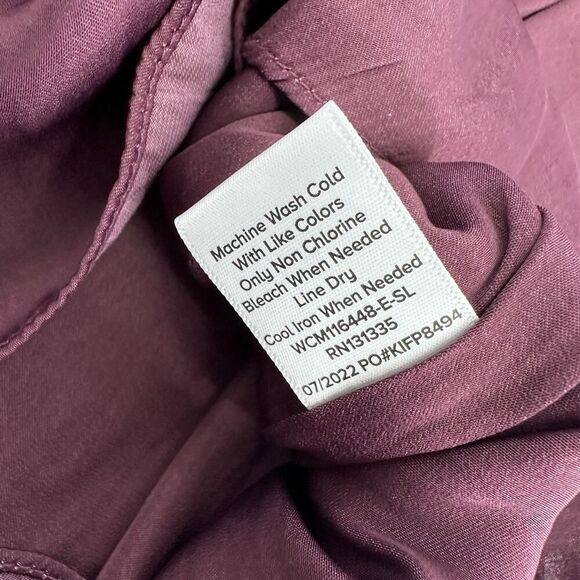 Machine Wash Cold
With Like Colors
Only Non Chlorine
Bleach When Needed
Line Dry
Cool Iron When Needed
WCM116448-E-SL
RN131335
07/2022 PO#KIFP8494